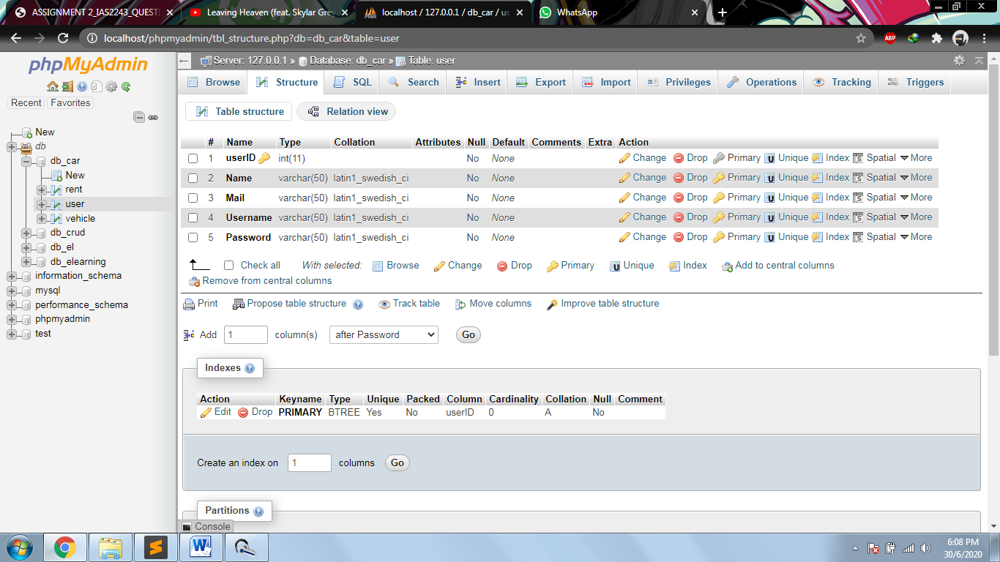 ASSIGNMENT 2_IAS2243_QUEST
Leaving Heaven (feat. Skylar Grey
localhost / 127.0.0.1 / db_car / us
WhatsApp
localhost/phpmyadmin/tbl_structure.php?db=db_car&table=user
ABP
phpMyAdmin
Recent Favorites
New
db
db_car
New
rent
user
vehicle
db_crud
db_el
db_elearning
information_schema
mysql
performance_schema
phpmyadmin
test
Server: 127.0.0.1 » Database: db_car » Table: user
Browse Structure SQL Search Insert Export Import Privileges Operations Tracking Triggers
Table structure Relation view
# Name Type Collation Attributes Null Default Comments Extra Action
1 userID int(11) No None Change Drop Primary Unique Index Spatial More
2 Name varchar(50) latin1_swedish_ci No None Change Drop Primary Unique Index Spatial More
3 Mail varchar(50) latin1_swedish_ci No None Change Drop Primary Unique Index Spatial More
4 Username varchar(50) latin1_swedish_ci No None Change Drop Primary Unique Index Spatial More
5 Password varchar(50) latin1_swedish_ci No None Change Drop Primary Unique Index Spatial More
Check all With selected: Browse Change Drop Primary Unique Index Add to central columns
Remove from central columns
Print Propose table structure Track table Move columns Improve table structure
Add 1 column(s) after Password Go
Indexes
Action Keyname Type Unique Packed Column Cardinality Collation Null Comment
Edit Drop PRIMARY BTREE Yes No userID 0 A No
Create an index on 1 columns Go
Partitions
Console
6:08 PM
30/6/2020